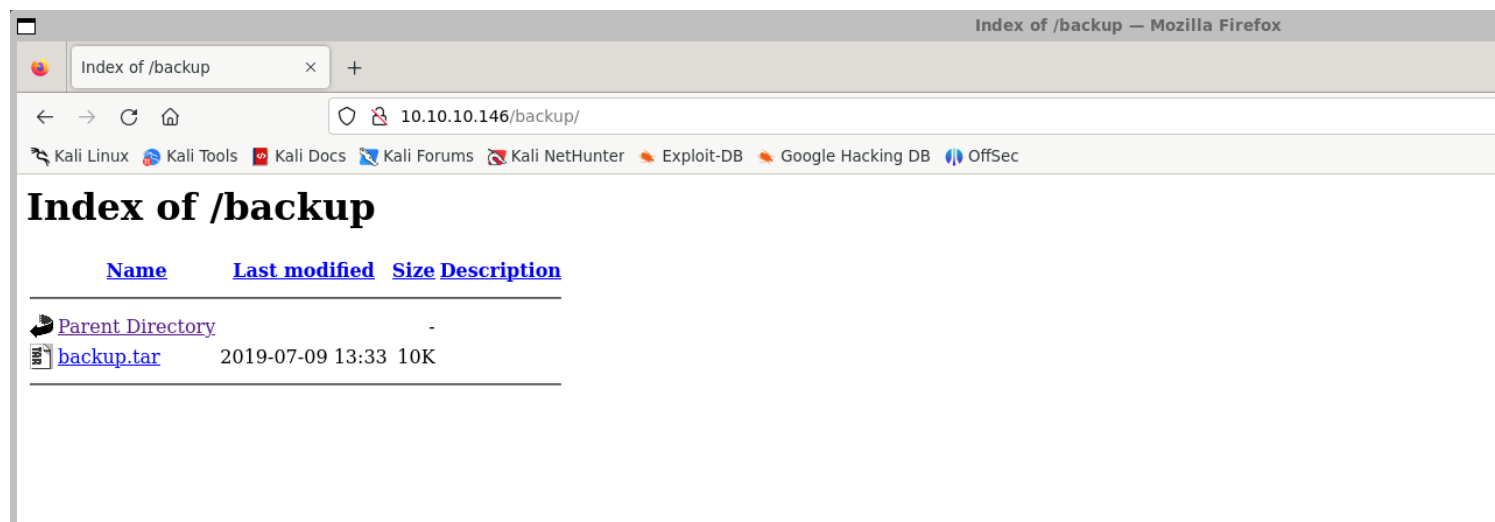 Index of /backup — Mozilla Firefox
Index of /backup
10.10.10.146/backup/
Kali Linux Kali Tools Kali Docs Kali Forums Kali NetHunter Exploit-DB Google Hacking DB OffSec
Index of /backup
Name Last modified Size Description
Parent Directory -
backup.tar 2019-07-09 13:33 10K